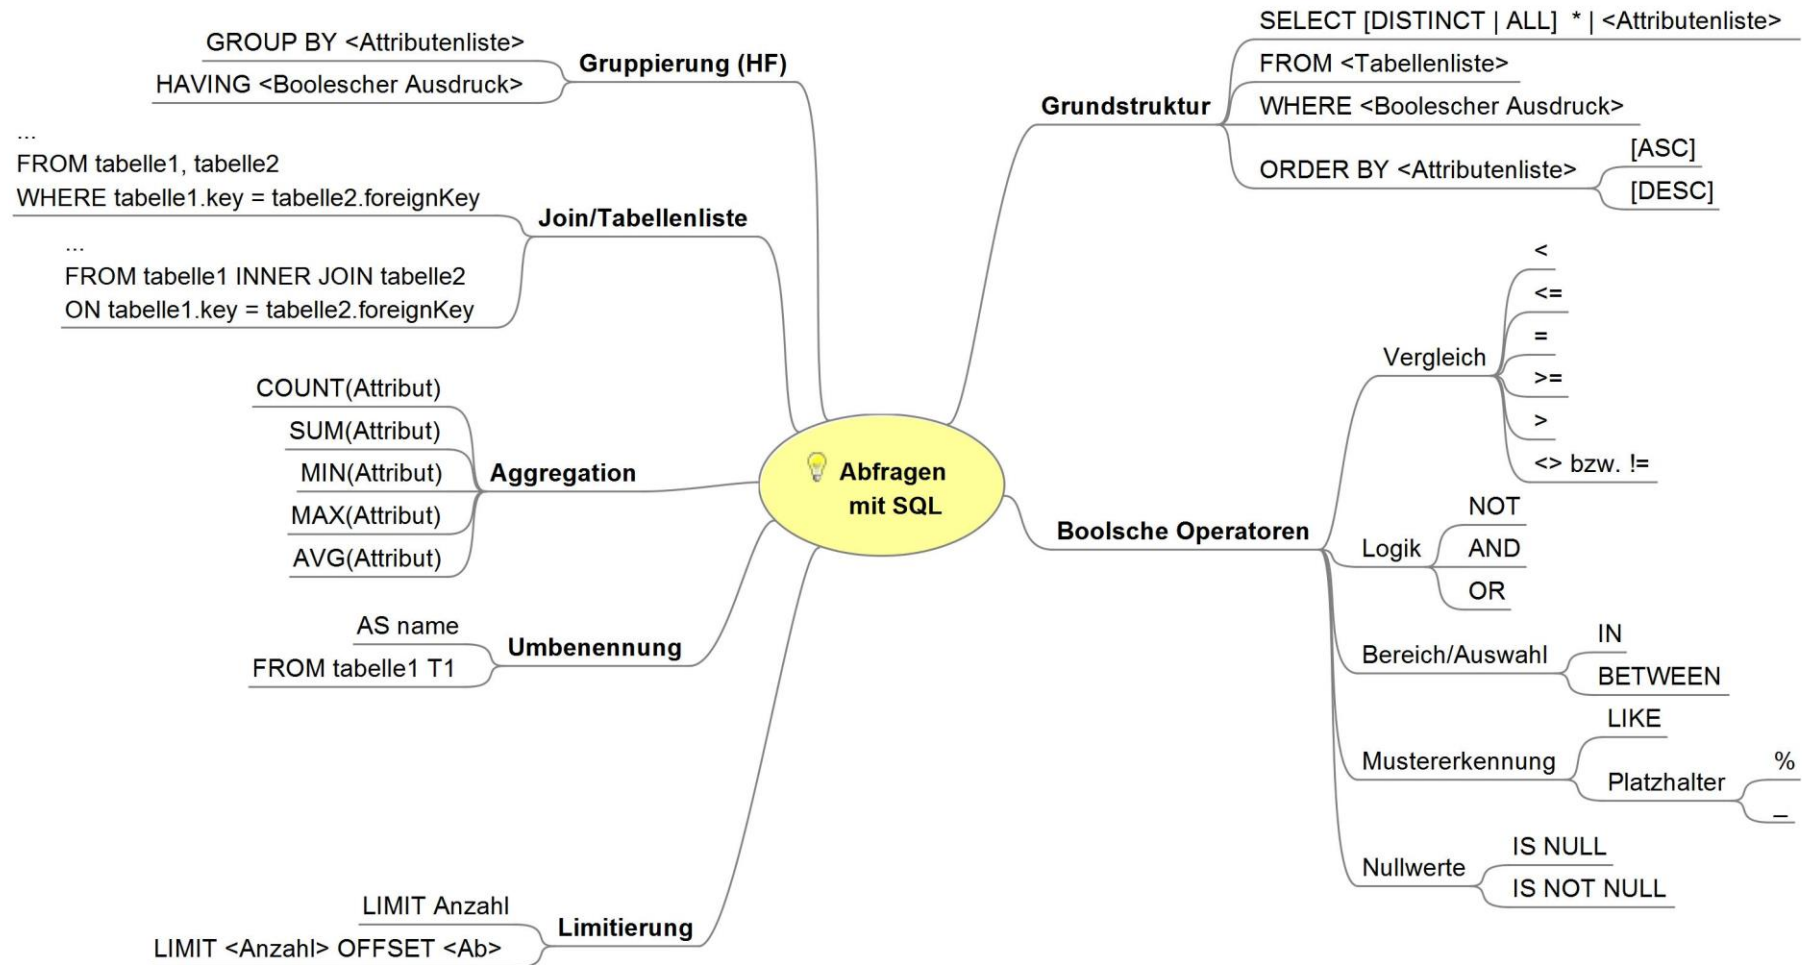 Abfragen
mit SQL
Grundstruktur
SELECT [DISTINCT | ALL]  * | <Attributenliste>
FROM <Tabellenliste>
WHERE <Boolescher Ausdruck>
ORDER BY <Attributenliste>
[ASC]
[DESC]
Boolsche Operatoren
Vergleich
<
<=
=
>=
>
<> bzw. !=
Logik
NOT
AND
OR
Bereich/Auswahl
IN
BETWEEN
Mustererkennung
LIKE
Platzhalter
%
_
Nullwerte
IS NULL
IS NOT NULL
Gruppierung (HF)
GROUP BY <Attributenliste>
HAVING <Boolescher Ausdruck>
Join/Tabellenliste
...
FROM tabelle1, tabelle2
WHERE tabelle1.key = tabelle2.foreignKey
...
FROM tabelle1 INNER JOIN tabelle2
ON tabelle1.key = tabelle2.foreignKey
Aggregation
COUNT(Attribut)
SUM(Attribut)
MIN(Attribut)
MAX(Attribut)
AVG(Attribut)
Umbenennung
AS name
FROM tabelle1 T1
Limitierung
LIMIT Anzahl
LIMIT <Anzahl> OFFSET <Ab>